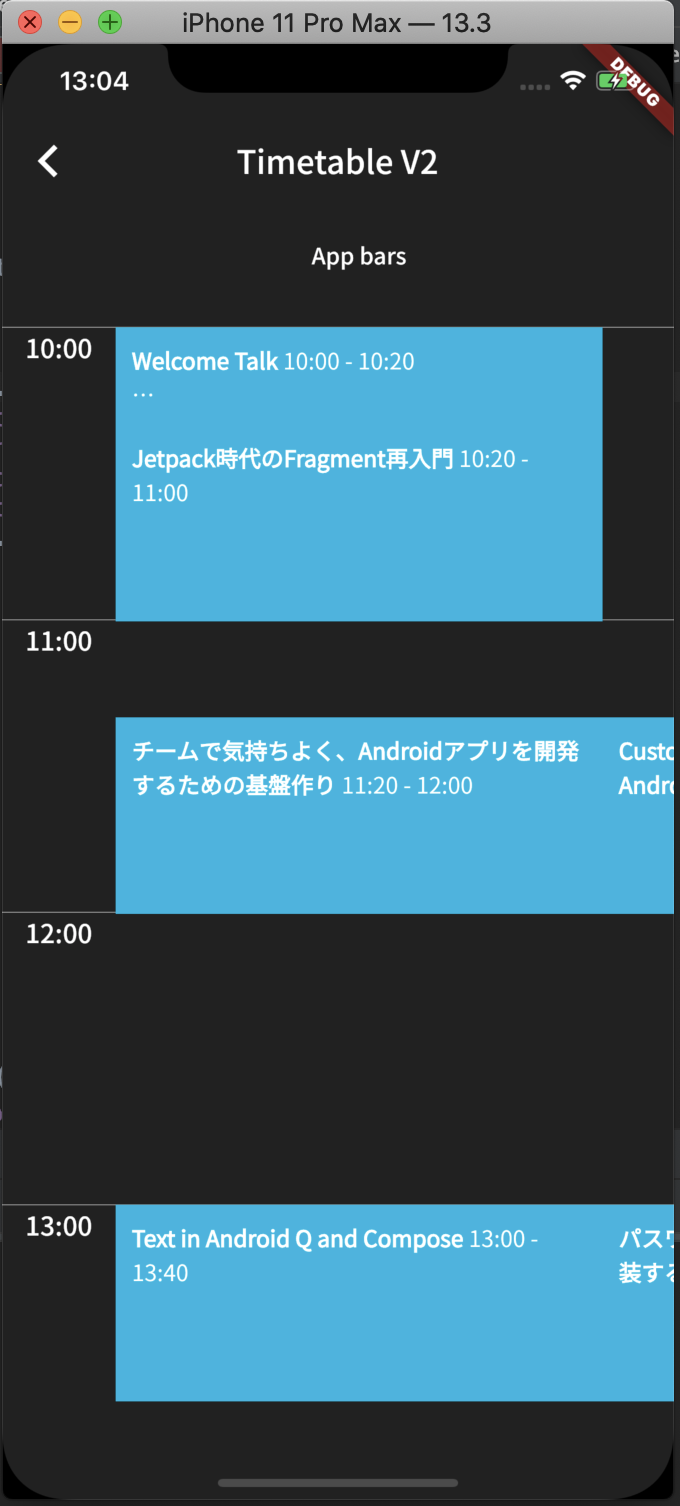 iPhone 11 Pro Max — 13.3
13:04
DEBUG
Timetable V2
App bars
10:00
Welcome Talk 10:00 - 10:20
…
Jetpack時代のFragment再入門 10:20 -
11:00
11:00
チームで気持ちよく、Androidアプリを開発
するための基盤作り 11:20 - 12:00
Custo
Andro
12:00
13:00
Text in Android Q and Compose 13:00 -
13:40
パスワ
装する